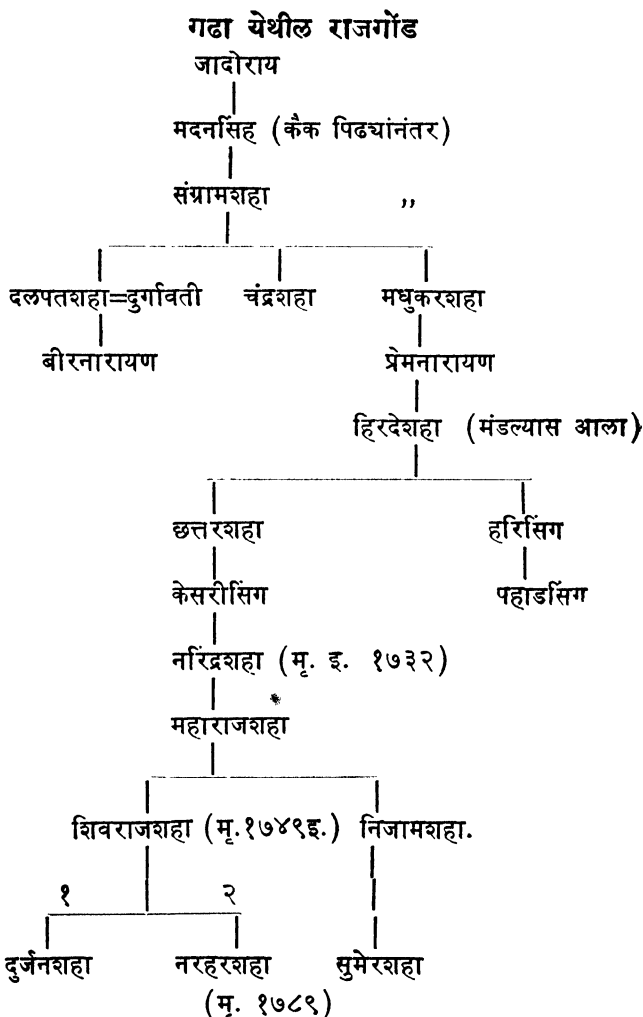 गढा येथील राजगोंड
जादोराय
मदनसिंह (कैक पिढ्यांनंतर)
संग्रामशहा ,,
दलपतशहा=दुर्गावती चंद्रशहा मधुकरशहा
बीरनारायण प्रेमनारायण
हिरदेशहा (मंडल्यास आला)
छत्तरशहा हरिसिंग
केसरीसिंग पहाडसिंग
नरिंद्रशहा (मृ. इ. १७३२)
महाराजशहा
शिवराजशहा (मृ.१७४९इ.) निजामशहा.
१ २
दुर्जनशहा नरहरशहा सुमेरशहा
(मृ. १७८९)